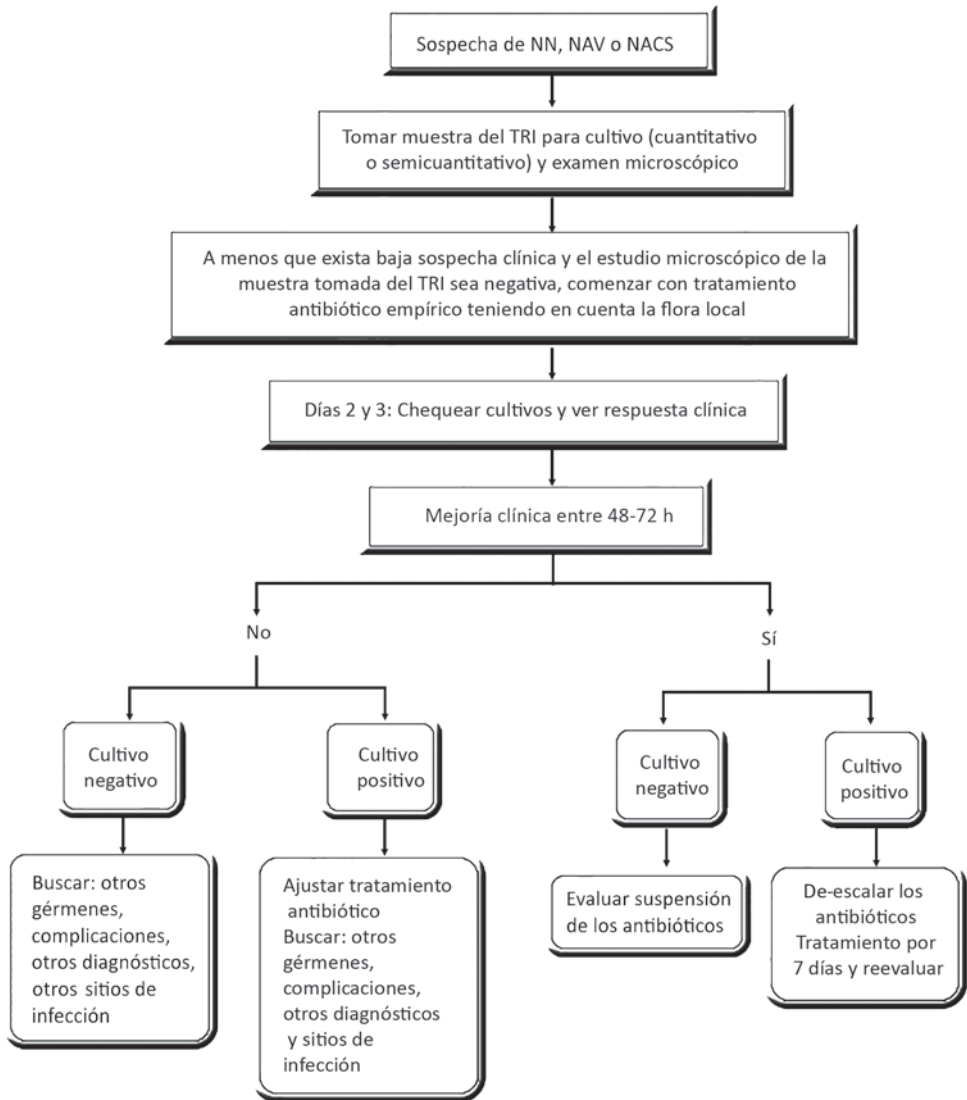 Sospecha de NN, NAV o NACS
Tomar muestra del TRI para cultivo (cuantitativo
o semicuantitativo) y examen microscópico
A menos que exista baja sospecha clínica y el estudio microscópico de la
muestra tomada del TRI sea negativa, comenzar con tratamiento
antibiótico empírico teniendo en cuenta la flora local
Días 2 y 3: Chequear cultivos y ver respuesta clínica
Mejoría clínica entre 48-72 h
No
Sí
Cultivo
negativo
Cultivo
positivo
Cultivo
negativo
Cultivo
positivo
Buscar: otros
gérmenes,
complicaciones,
otros diagnósticos,
otros sitios de
infección
Ajustar tratamiento
antibiótico
Buscar: otros
gérmenes,
complicaciones,
otros diagnósticos
y sitios de
infección
Evaluar suspensión
de los antibióticos
De-escalar los
antibióticos
Tratamiento por
7 días y reevaluar